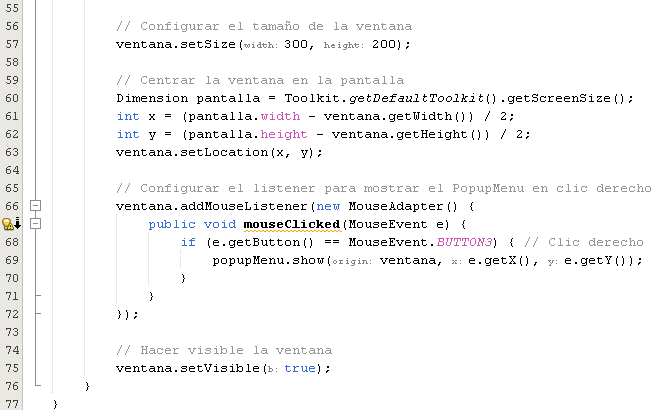 55
56 // Configurar el tamaño de la ventana
57 ventana.setSize(width: 300, height: 200);
58
59 // Centrar la ventana en la pantalla
60 Dimension pantalla = Toolkit.getDefaultToolkit().getScreenSize();
61 int x = (pantalla.width - ventana.getWidth()) / 2;
62 int y = (pantalla.height - ventana.getHeight()) / 2;
63 ventana.setLocation(x, y);
64
65 // Configurar el listener para mostrar el PopupMenu en clic derecho
66 ventana.addMouseListener(new MouseAdapter() {
public void mouseClicked(MouseEvent e) {
68 if (e.getButton() == MouseEvent.BUTTON3) { // Clic derecho
69 popupMenu.show(origin: ventana, x: e.getX(), y: e.getY());
70 }
71 }
72 });
73
74 // Hacer visible la ventana
75 ventana.setVisible(b: true);
76 }
77 }